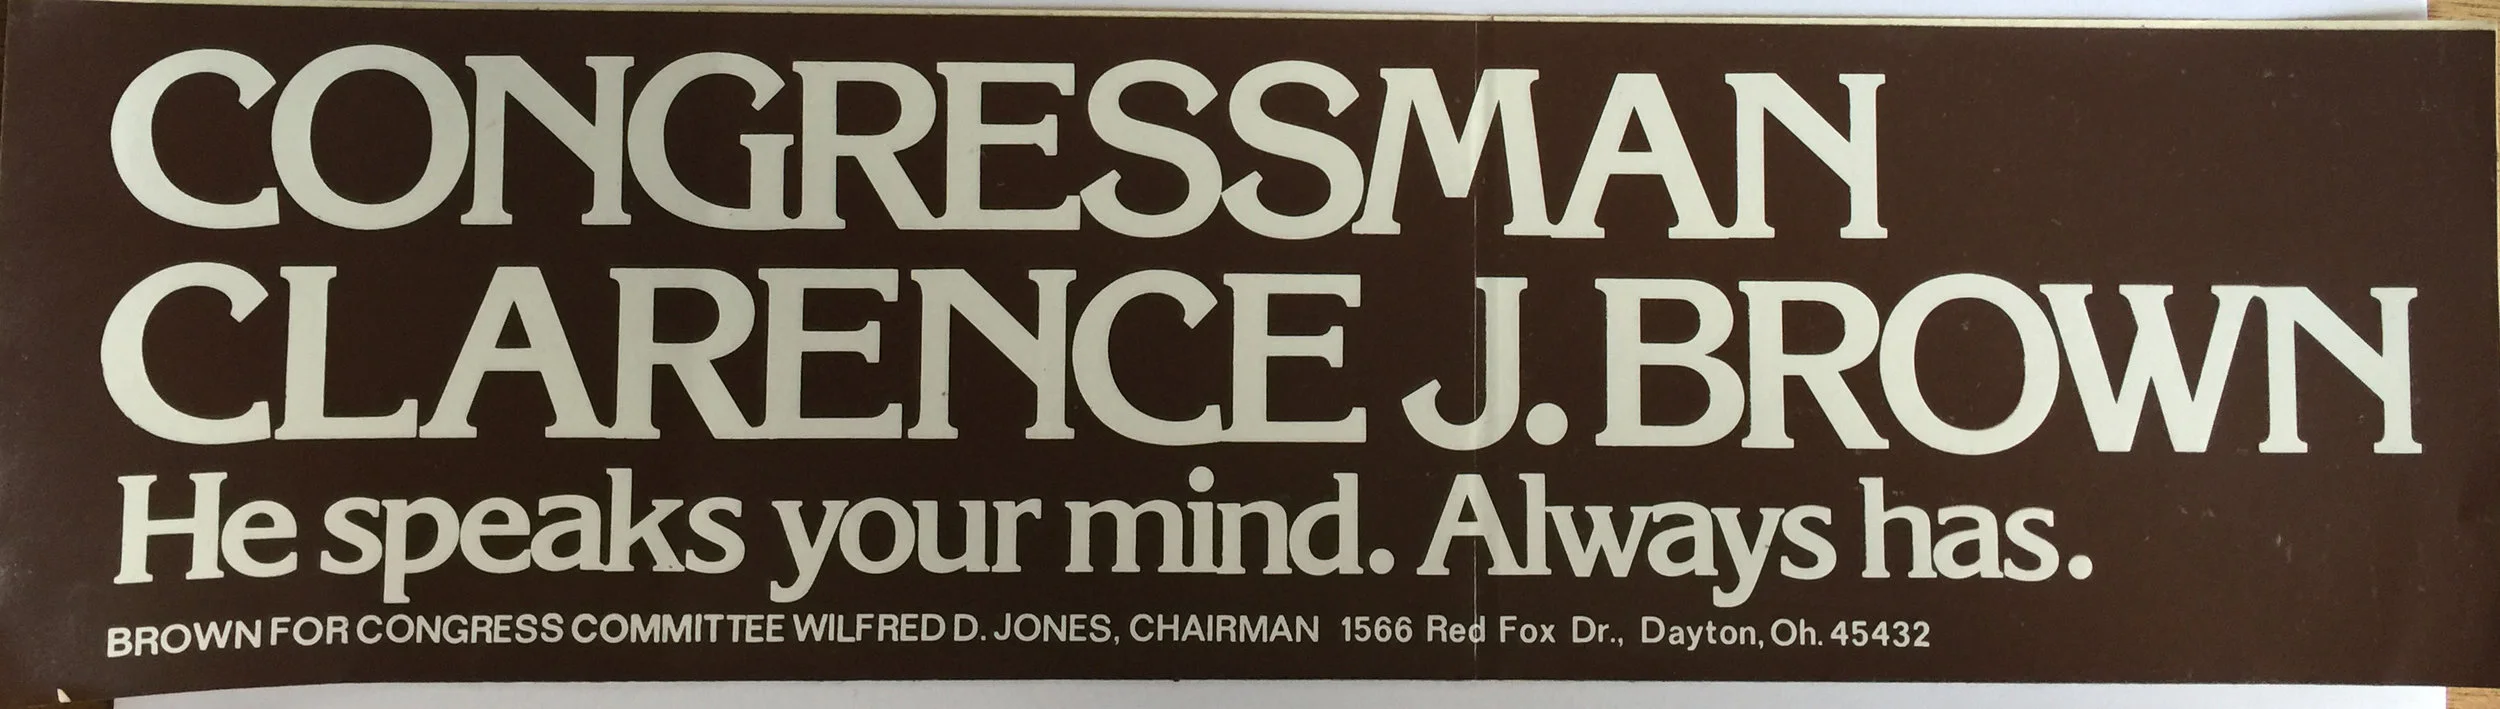 CONGRESSMAN
CLARENCE J. BROWN
He speaks your mind. Always has.
BROWN FOR CONGRESS COMMITTEE WILFRED D. JONES, CHAIRMAN 1566 Red Fox Dr., Dayton, Oh. 45432